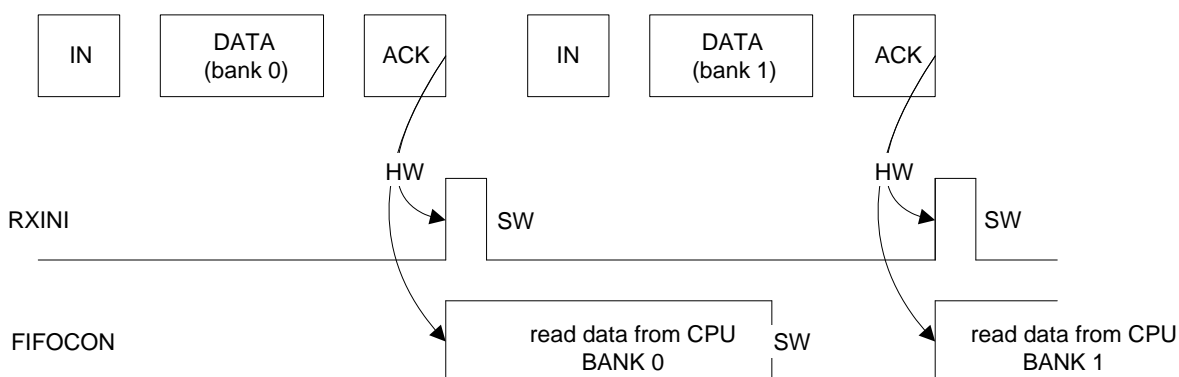 IN
DATA
(bank 0)
ACK
IN
DATA
(bank 1)
ACK
HW
HW
RXINI
SW
SW
FIFOCON
read data from CPU
BANK 0
SW
read data from CPU
BANK 1